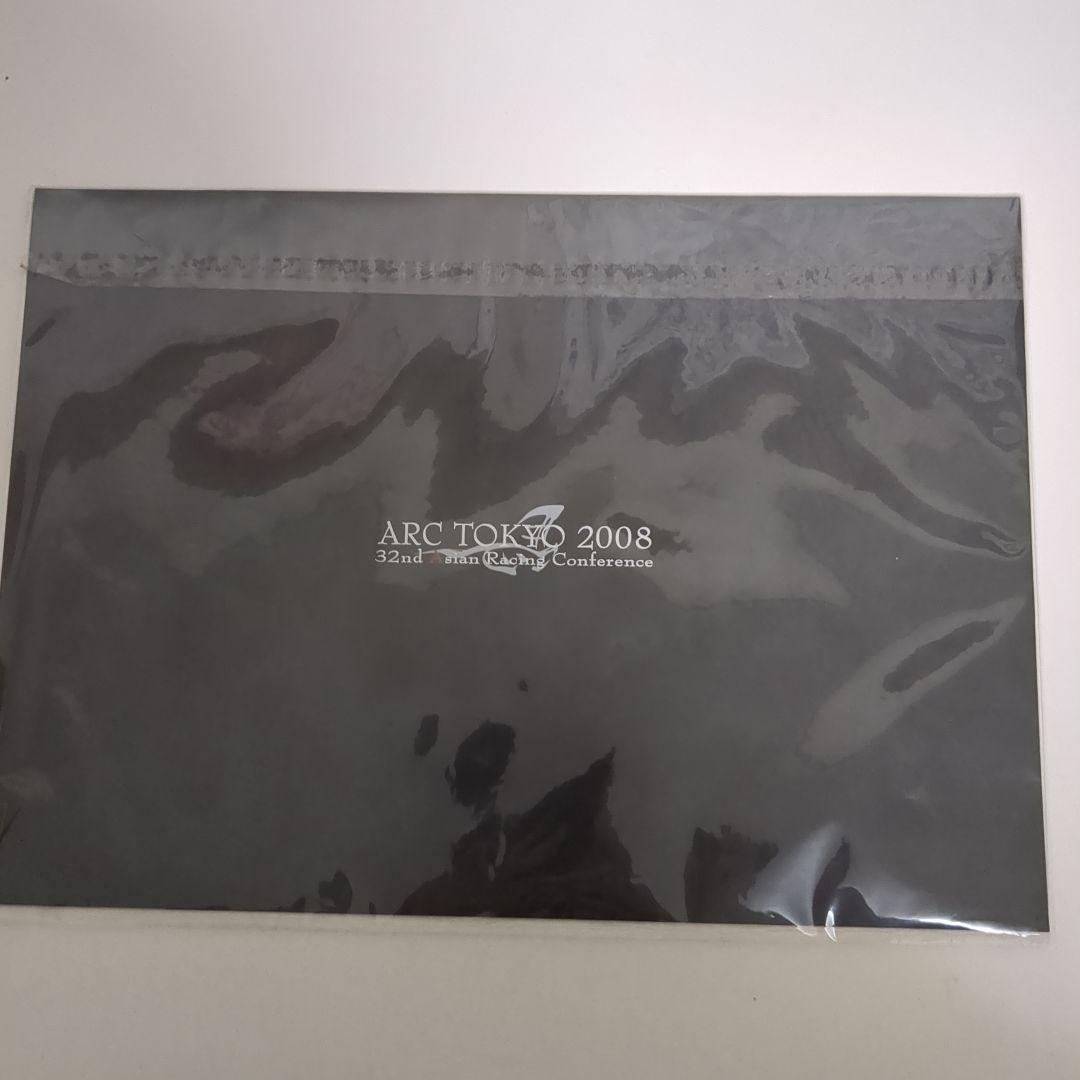 ARC TOKYO 2008
32nd Asian Racing Conference